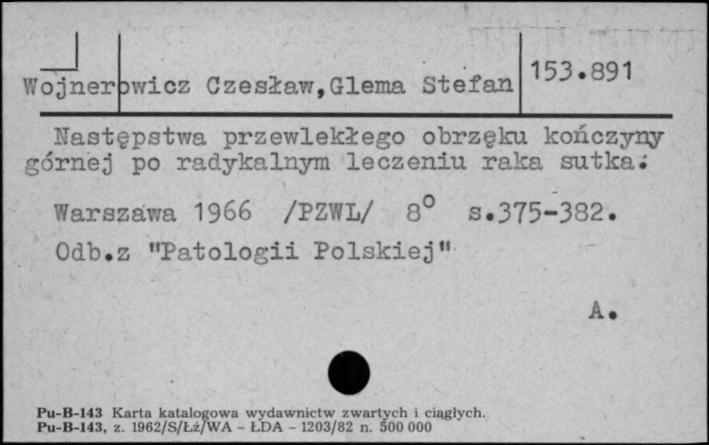 Wojnerowicz Czesław,Glema Stefan
153.891
Następstwa przewlekłego obrzęku kończyny
górnej po radykalnym leczeniu raka sutka.
Warszawa 1966 /PZWL/ 8° s.375-382.
Odb.z "Patologii Polskiej"
A.
Pu-B-143 Karta katalogowa wydawnictw zwartych i ciągłych.
Pu-B-143, z. 1962/S/Łż/WA - ŁDA - 1203/82 n. 500 000